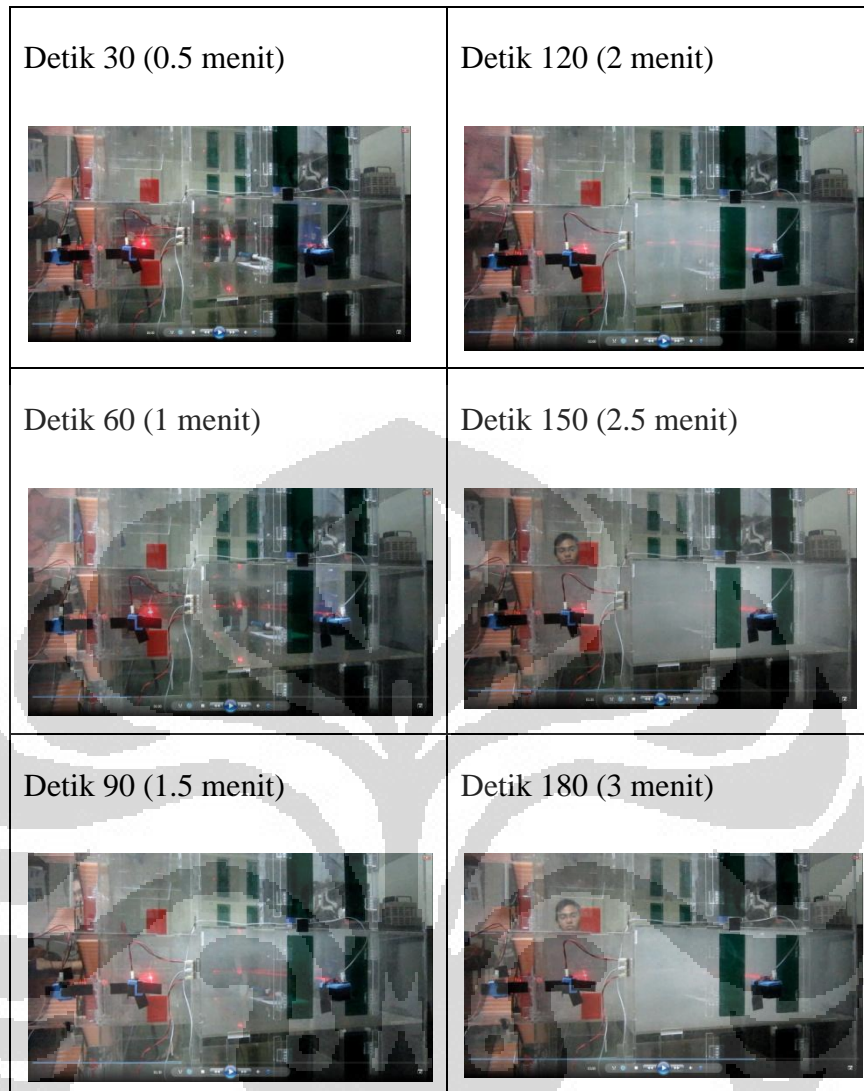 Detik 30 (0.5 menit)
Detik 120 (2 menit)
Detik 60 (1 menit)
Detik 150 (2.5 menit)
Detik 90 (1.5 menit)
Detik 180 (3 menit)